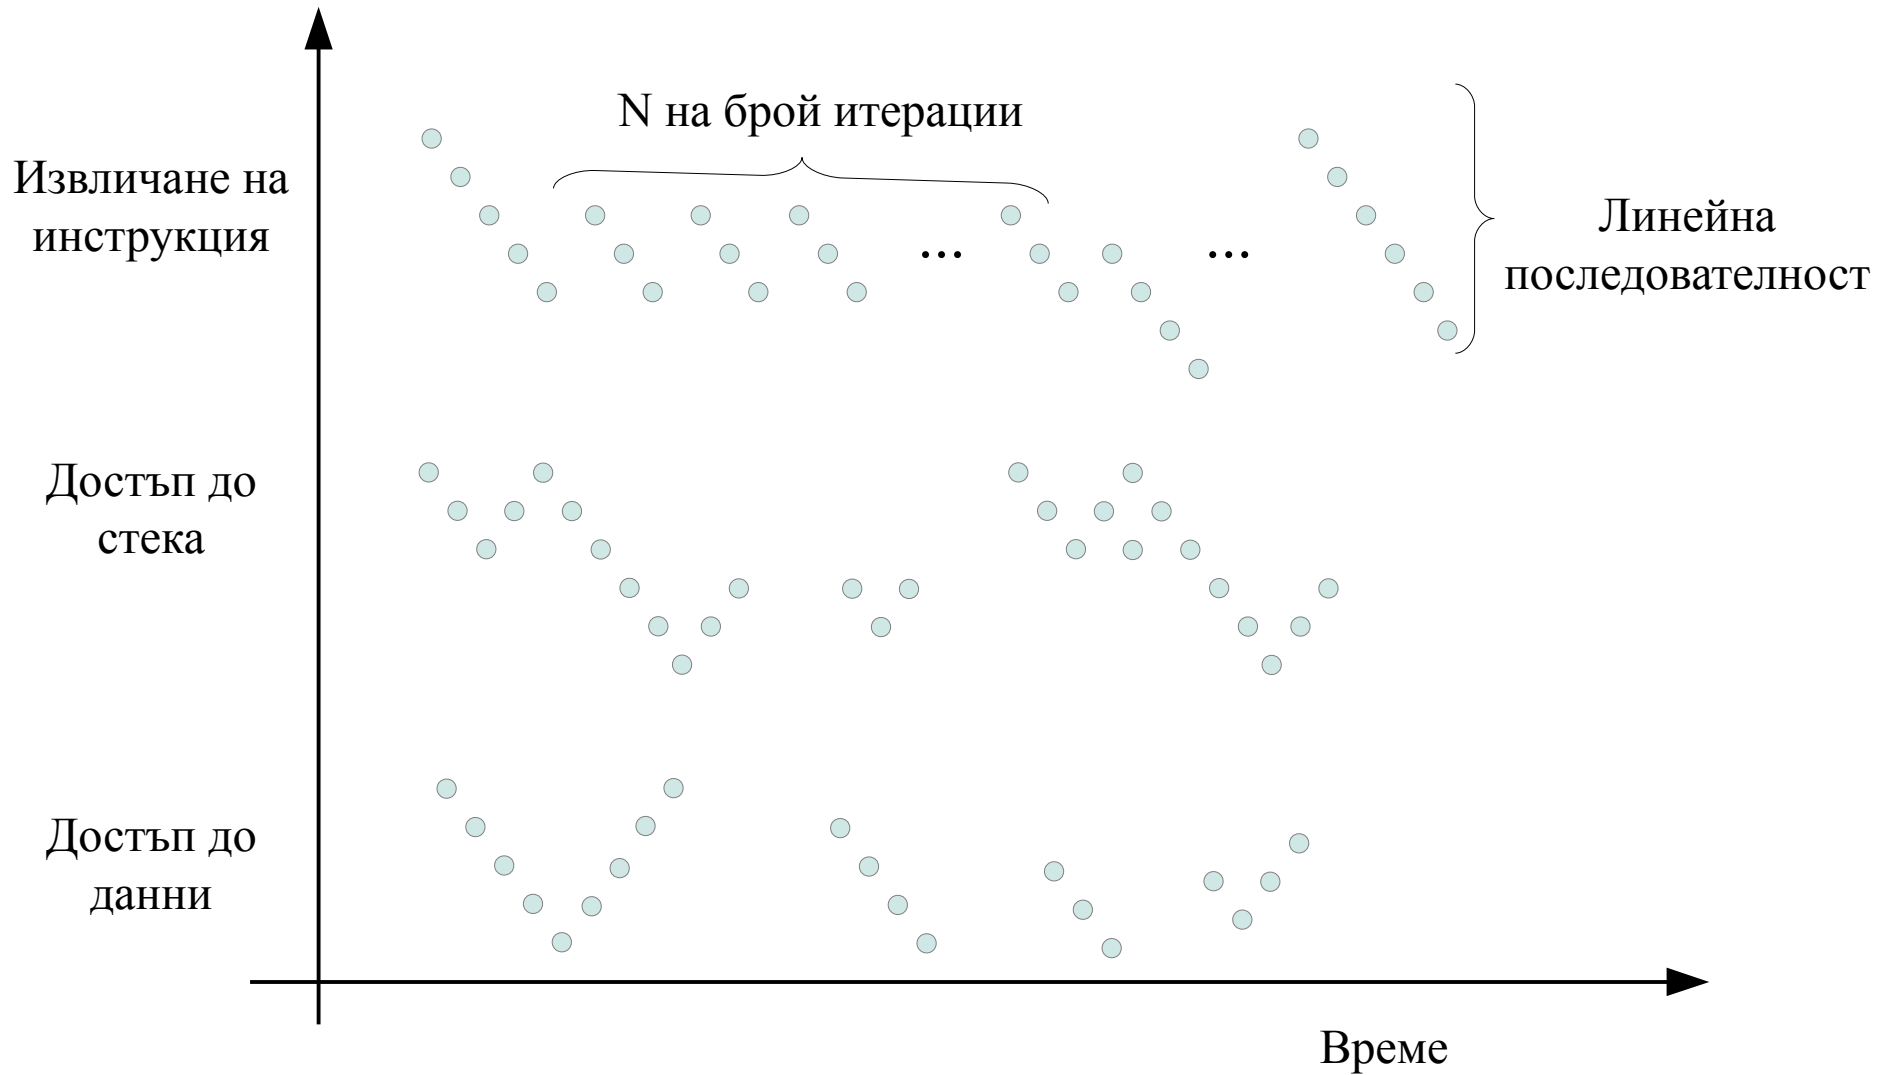 N на брой итерации
Извличане на
инструкция
...
...
Линейна
последователност
Достъп до
стека
Достъп до
данни
Време